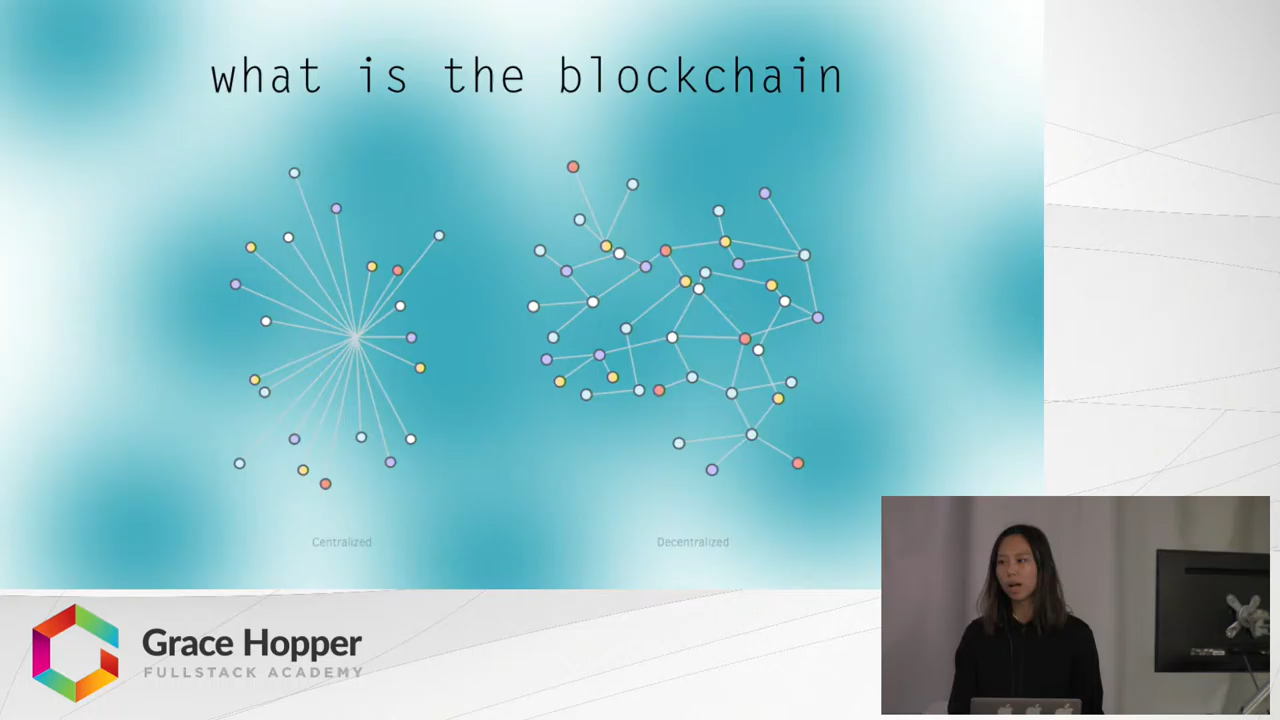 what is the blockchain
Centralized
Decentralized
Grace Hopper
FULLSTACK ACADEMY